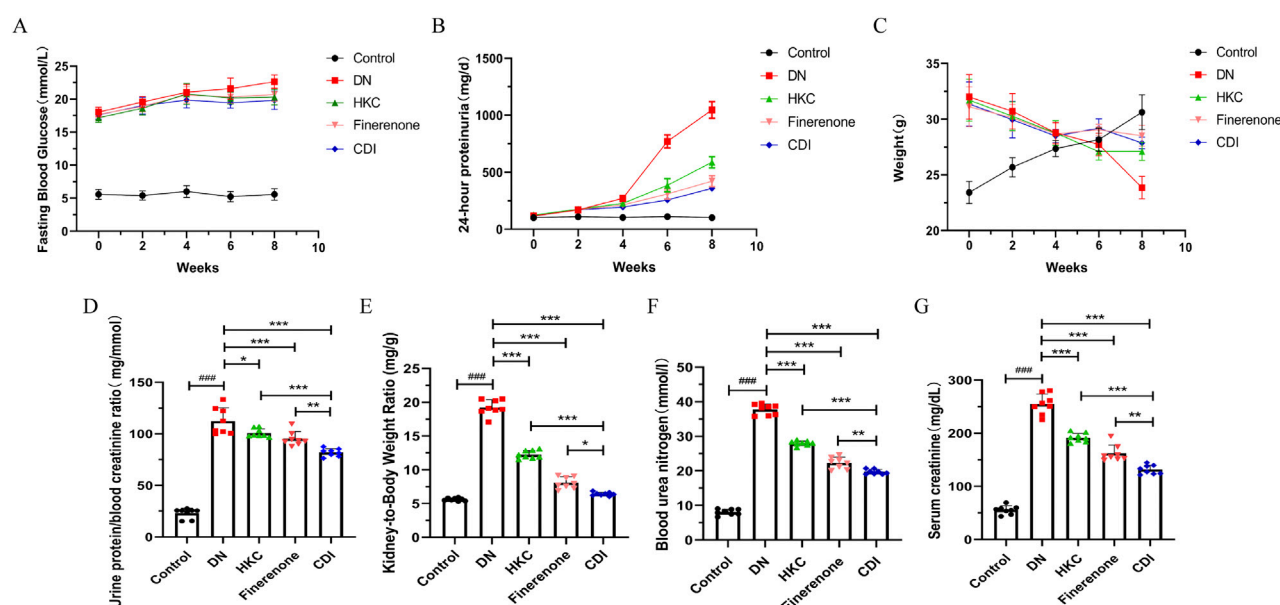 A
Fasting Blood Glucose(mmol/L)
25
20
15
10
5
0
0 2 4 6 8 10
Weeks
Control
DN
HKC
Finerenone
CDI
B
24-hour proteinuria(mg/d)
1500
1000
500
250
0
0 2 4 6 8 10
Weeks
Control
DN
HKC
Finerenone
CDI
C
Weight(g)
35
30
25
20
0 2 4 6 8 10
Weeks
Control
DN
HKC
Finerenone
CDI
D
Urine protein/blood creatinine ratio( mg/mmol)
150
100
50
0
***
***
*
###
***
**
Control DN HKC Finerenone CDI
E
Kidney-to-Body Weight Ratio (mg/g)
25
20
15
10
5
0
***
***
***
###
***
*
Control DN HKC Finerenone CDI
F
Blood urea nitrogen(mmol/l)
50
40
30
20
10
0
***
***
***
###
***
**
Control DN HKC Finerenone CDI
G
Serum creatinine (mg/dL)
300
200
100
0
***
***
***
###
***
**
Control DN HKC Finerenone CDI